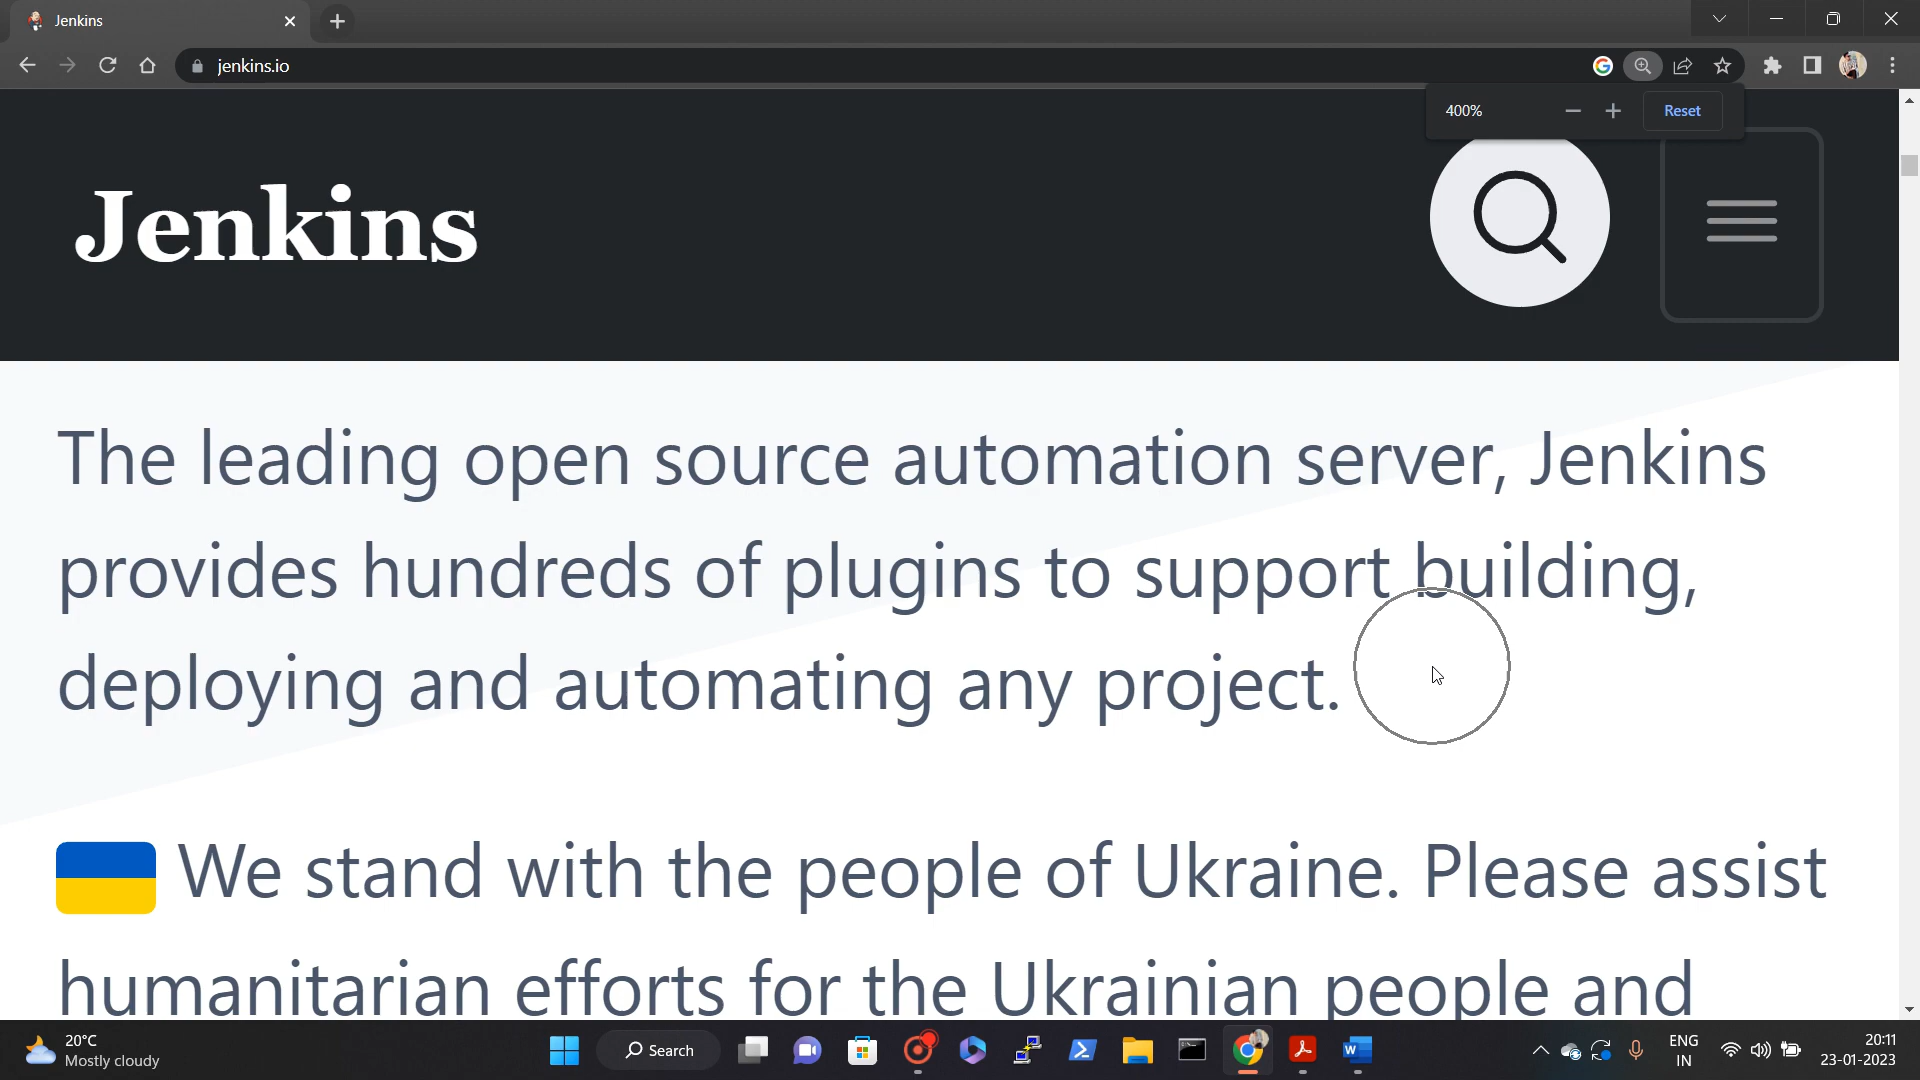 Jenkins
jenkins.io
400%
Reset
Jenkins
The leading open source automation server, Jenkins
provides hundreds of plugins to support building,
deploying and automating any project.
We stand with the people of Ukraine. Please assist
humanitarian efforts for the Ukrainian people and
20°C
Mostly cloudy
Search
ENG
IN
20:11
23-01-2023